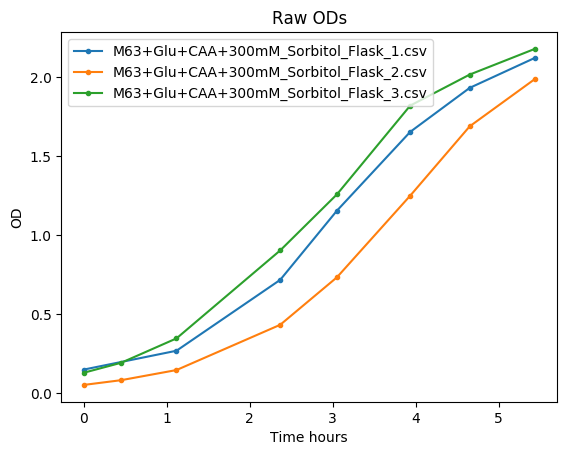 Raw ODs
M63+Glu+CAA+300mM_Sorbitol_Flask_1.csv
M63+Glu+CAA+300mM_Sorbitol_Flask_2.csv
M63+Glu+CAA+300mM_Sorbitol_Flask_3.csv
2.0
1.5
1.0
0.5
0.0
OD
0 1 2 3 4 5
Time hours